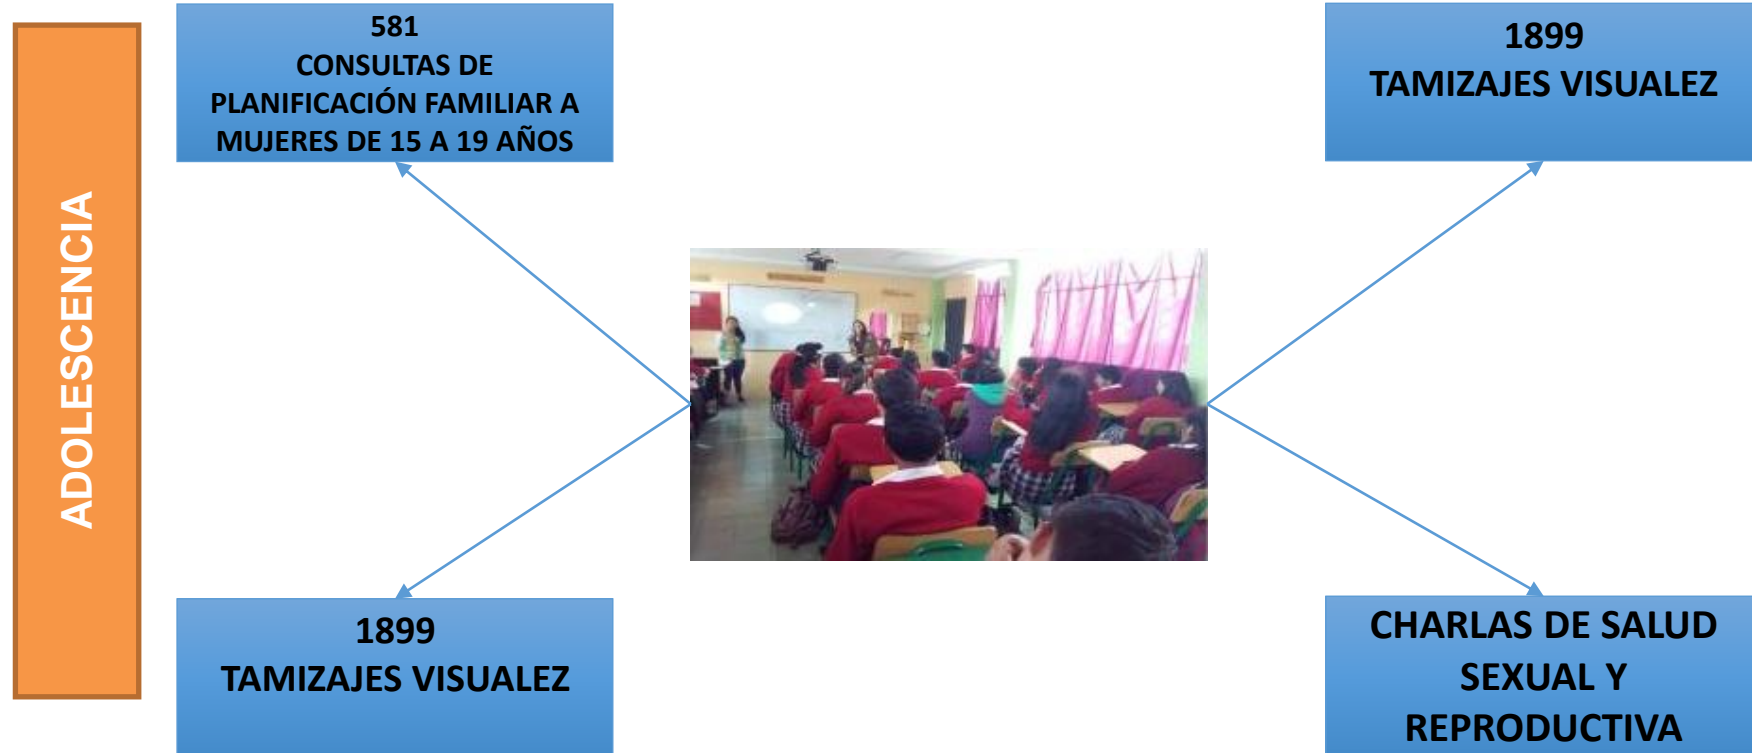 ADOLESCENCIA
581
CONSULTAS DE
PLANIFICACIÓN FAMILIAR A
MUJERES DE 15 A 19 AÑOS
1899
TAMIZAJES VISUALEZ
1899
TAMIZAJES VISUALEZ
CHARLAS DE SALUD
SEXUAL Y
REPRODUCTIVA